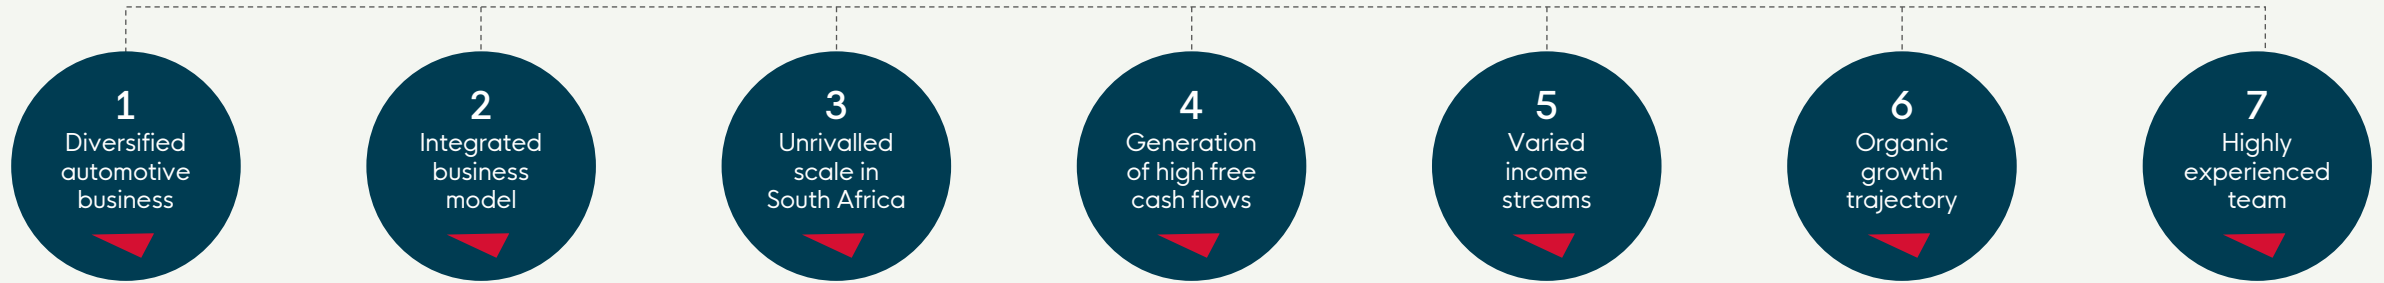 1
Diversified
automotive
business
2
Integrated
business
model
3
Unrivalled
scale in
South Africa
4
Generation
of high free
cash flows
5
Varied
income
streams
6
Organic
growth
trajectory
7
Highly
experienced
team